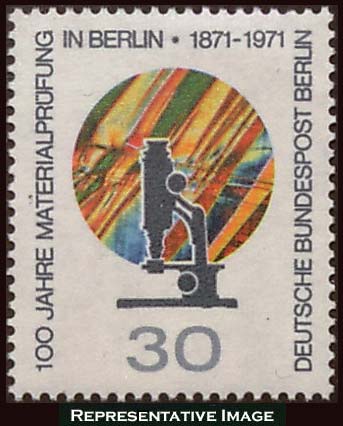 100 JAHRE MATERIALPRÜFUNG IN BERLIN · 1871-1971
DEUTSCHE BUNDESPOST BERLIN
30
REPRESENTATIVE IMAGE